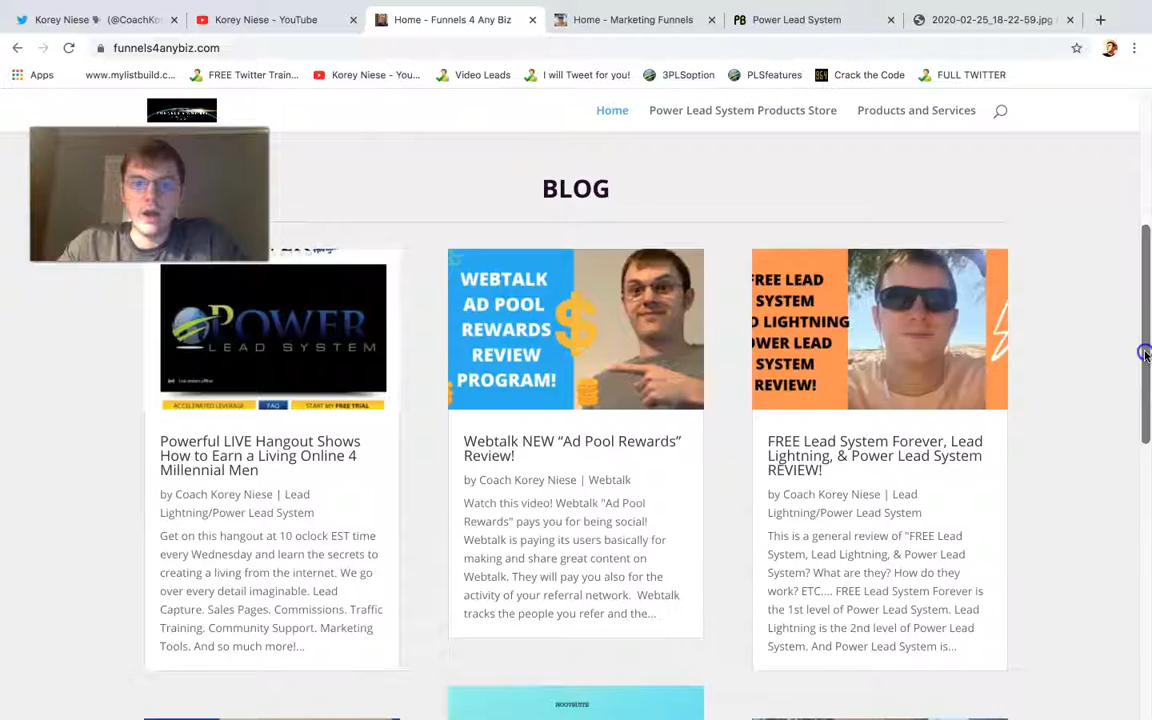 Korey Niese (@CoachKo
Korey Niese - YouTube
Home - Funnels 4 Any Biz
Home - Marketing Funnels
Power Lead System
2020-02-25_18-22-59.jpg
funnels4anybiz.com
Apps
www.mylistbuild.c...
FREE Twitter Train...
Korey Niese - You...
Video Leads
I will Tweet for you!
3PLSoption
PLSfeatures
Crack the Code
FULL TWITTER
Home
Power Lead System Products Store
Products and Services
BLOG
POWER
LEAD SYSTEM
ACCELERATED LEVERAGE
FAQ
START MY FREE TRIAL
Powerful LIVE Hangout Shows
How to Earn a Living Online 4
Millennial Men
by Coach Korey Niese | Lead
Lightning/Power Lead System
Get on this hangout at 10 oclock EST time
every Wednesday and learn the secrets to
creating a living from the internet. We go
over every detail imaginable. Lead
Capture. Sales Pages. Commissions. Traffic
Training. Community Support. Marketing
Tools. And so much more!...
WEBTALK
AD POOL
REWARDS
REVIEW
PROGRAM!
$
Webtalk NEW “Ad Pool Rewards”
Review!
by Coach Korey Niese | Webtalk
Watch this video! Webtalk "Ad Pool
Rewards" pays you for being social!
Webtalk is paying its users basically for
making and share great content on
Webtalk. They will pay you also for the
activity of your referral network. Webtalk
tracks the people you refer and the...
FREE LEAD
SYSTEM
D LIGHTNING
OWER LEAD
SYSTEM
REVIEW!
FREE Lead System Forever, Lead
Lightning, & Power Lead System
REVIEW!
by Coach Korey Niese | Lead
Lightning/Power Lead System
This is a general review of "FREE Lead
System, Lead Lightning, & Power Lead
System? What are they? How do they
work? ETC.... FREE Lead System Forever is
the 1st level of Power Lead System. Lead
Lightning is the 2nd level of Power Lead
System. And Power Lead System is...
HOOTSUITE